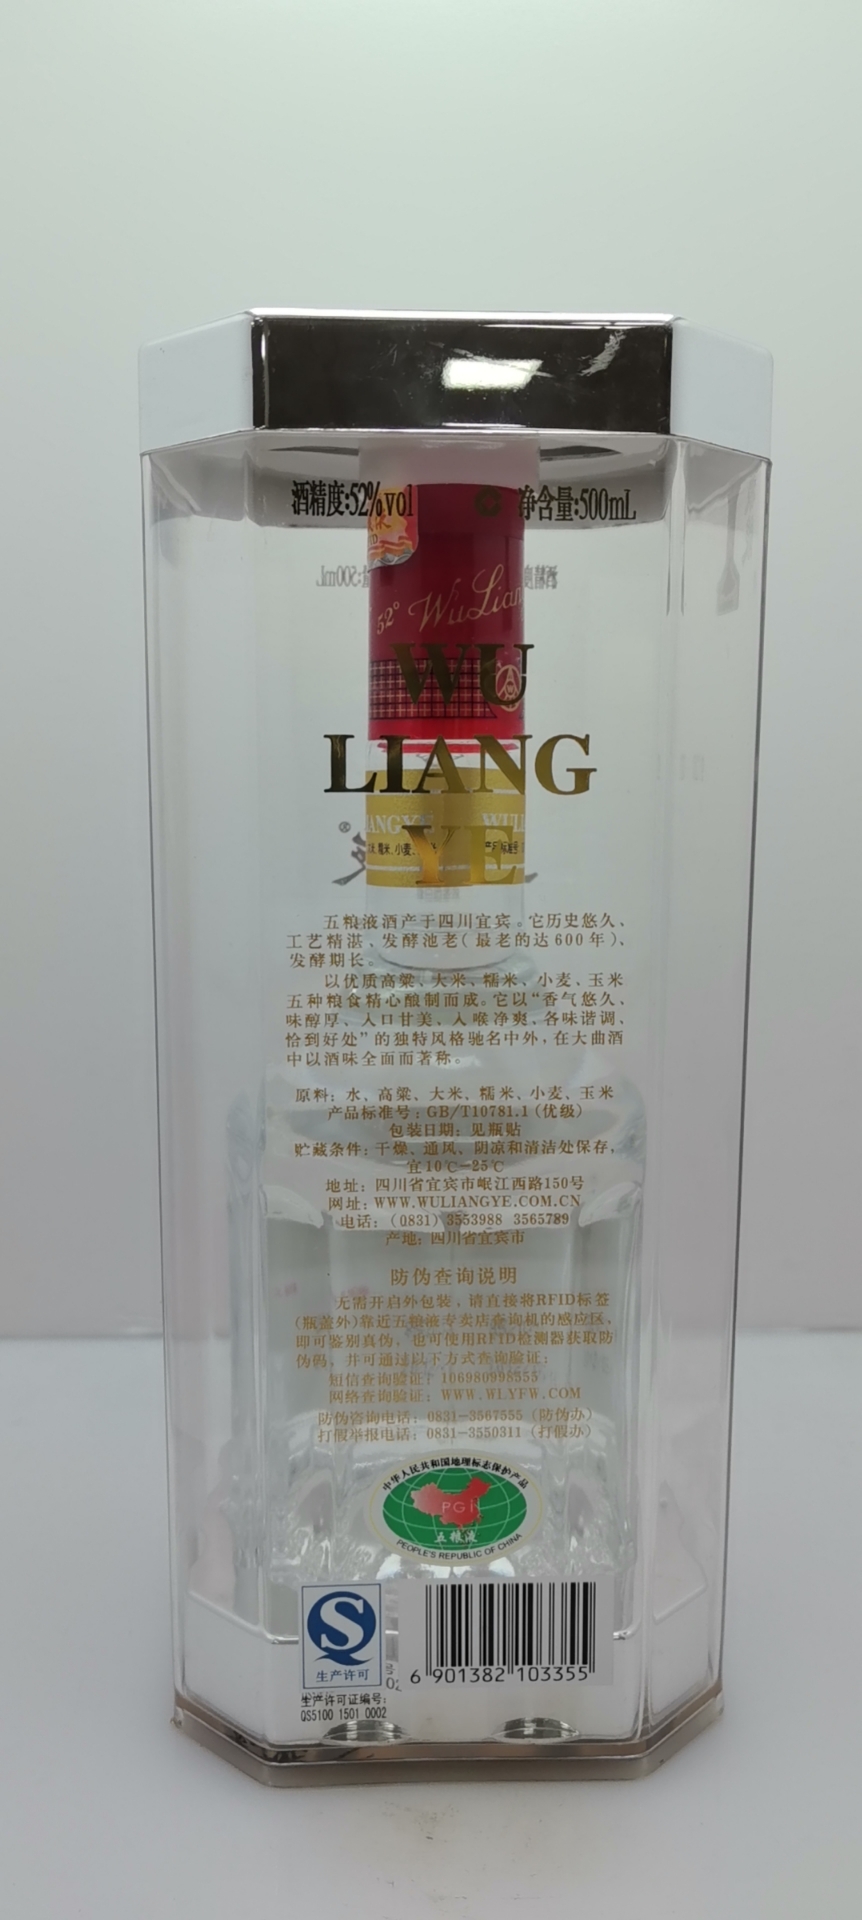 酒精度:52%vol
净含量:500mL
52° WuLian
WU
LIANG
YE
五粮液酒产于四川宜宾。它历史悠久、
工艺精湛、发酵池老(最老的达600年)、
发酵期长。
以优质高粱、大米、糯米、小麦、玉米
五种粮食精心酿制而成。它以“香气悠久、
味醇厚、入口甘美、入喉净爽、各味谐调、
恰到好处”的独特风格驰名中外,在大曲酒
中以酒味全面而著称。
原料: 水、高粱、大米、糯米、小麦、玉米
产品标准号: GB/T10781.1 (优级)
包装日期: 见瓶贴
贮藏条件: 干燥、通风、阴凉和清洁处保存,
宜10℃—25℃
地址: 四川省宜宾市岷江西路150号
网址: WWW.WULIANGYE.COM.CN
电话: (0831) 3553988 3565789
产地: 四川省宜宾市
防伪查询说明
无需开启外包装,请直接将RFID标签
(瓶盖外)靠近五粮液专卖店查询机的感应区、
即可鉴别真伪,也可使用RFID检测器获取防
伪码,并可通过以下方式查询验证:
短信查询验证: 106980998555
网络查询验证: WWW.WLYFW.COM
防伪咨询电话: 0831—3567555 (防伪办)
打假举报电话: 0831—3550311 (打假办)
中华人民共和国地理标志保护产品
PGI
五粮液
PEOPLE'S REPUBLIC OF CHINA
生产许可
生产许可证编号:
QS5100 1501 0002
6 901382 103355